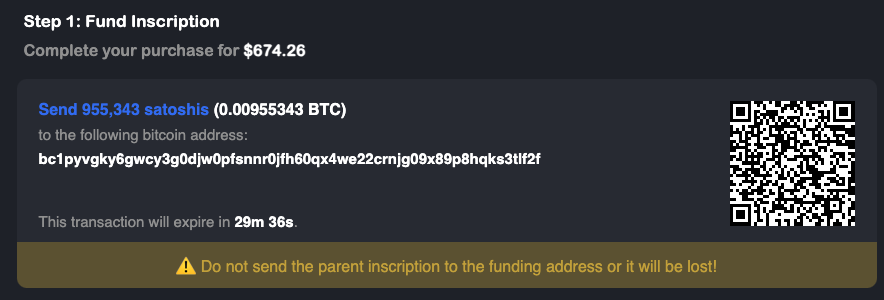 Step 1: Fund Inscription
Complete your purchase for $674.26
Send 955,343 satoshis (0.00955343 BTC)
to the following bitcoin address:
bc1pyvgky6gwcy3g0djw0pfsnnr0jfh60qx4we22crnjg09x89p8hqks3tlf2f
This transaction will expire in 29m 36s.
⚠️ Do not send the parent inscription to the funding address or it will be lost!